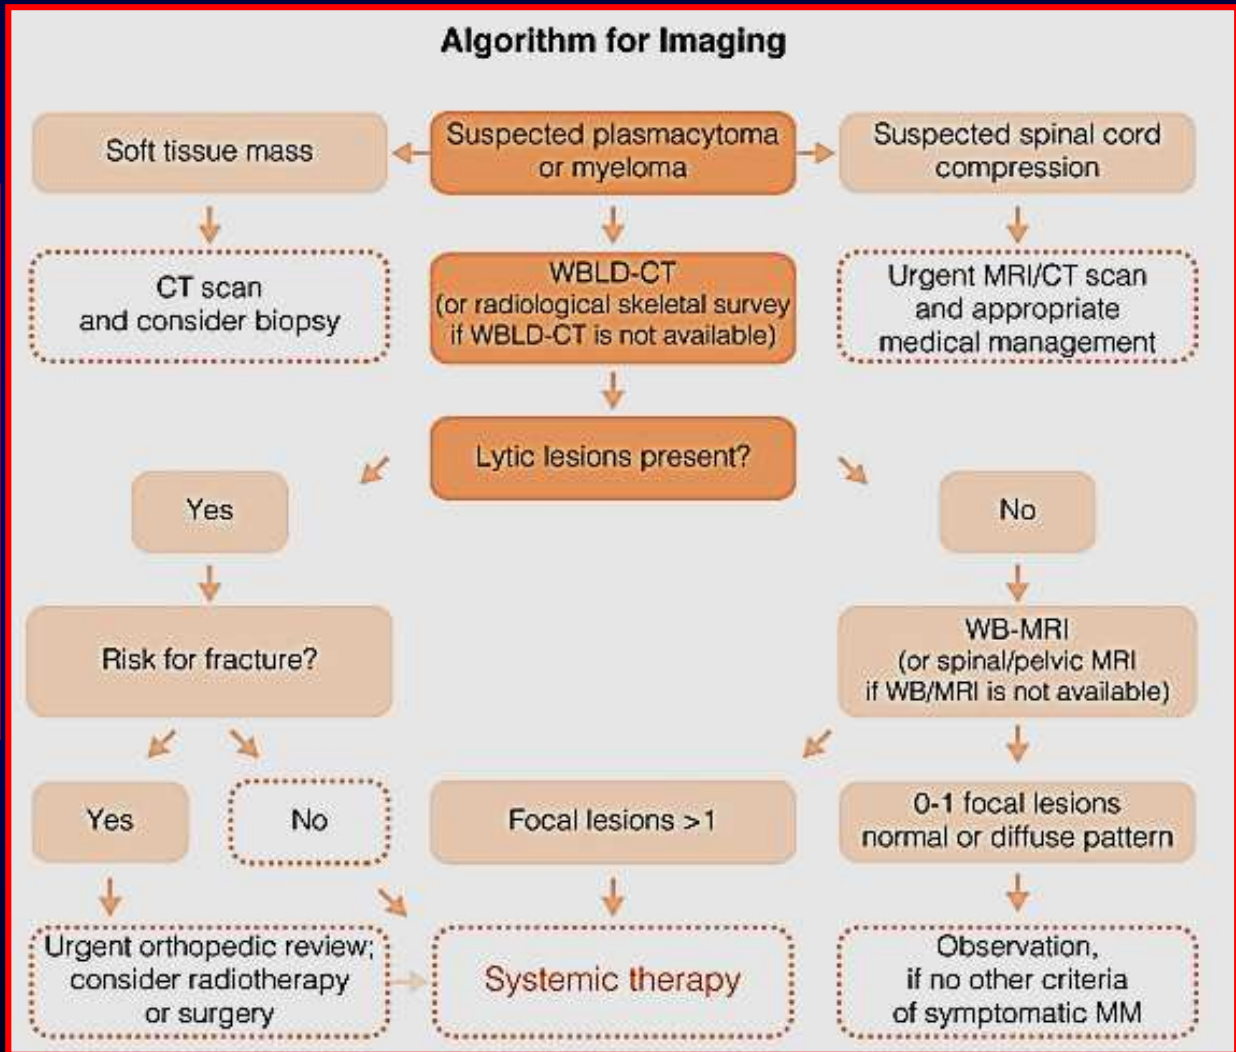 Algorithm for Imaging
Soft tissue mass
Suspected plasmacytoma
or myeloma
Suspected spinal cord
compression
CT scan
and consider biopsy
WBLD-CT
(or radiological skeletal survey
if WBLD-CT is not available)
Urgent MRI/CT scan
and appropriate
medical management
Lytic lesions present?
Yes
No
Risk for fracture?
WB-MRI
(or spinal/pelvic MRI
if WB/MRI is not available)
Yes
No
Focal lesions >1
0-1 focal lesions
normal or diffuse pattern
Urgent orthopedic review;
consider radiotherapy
or surgery
Systemic therapy
Observation,
if no other criteria
of symptomatic MM